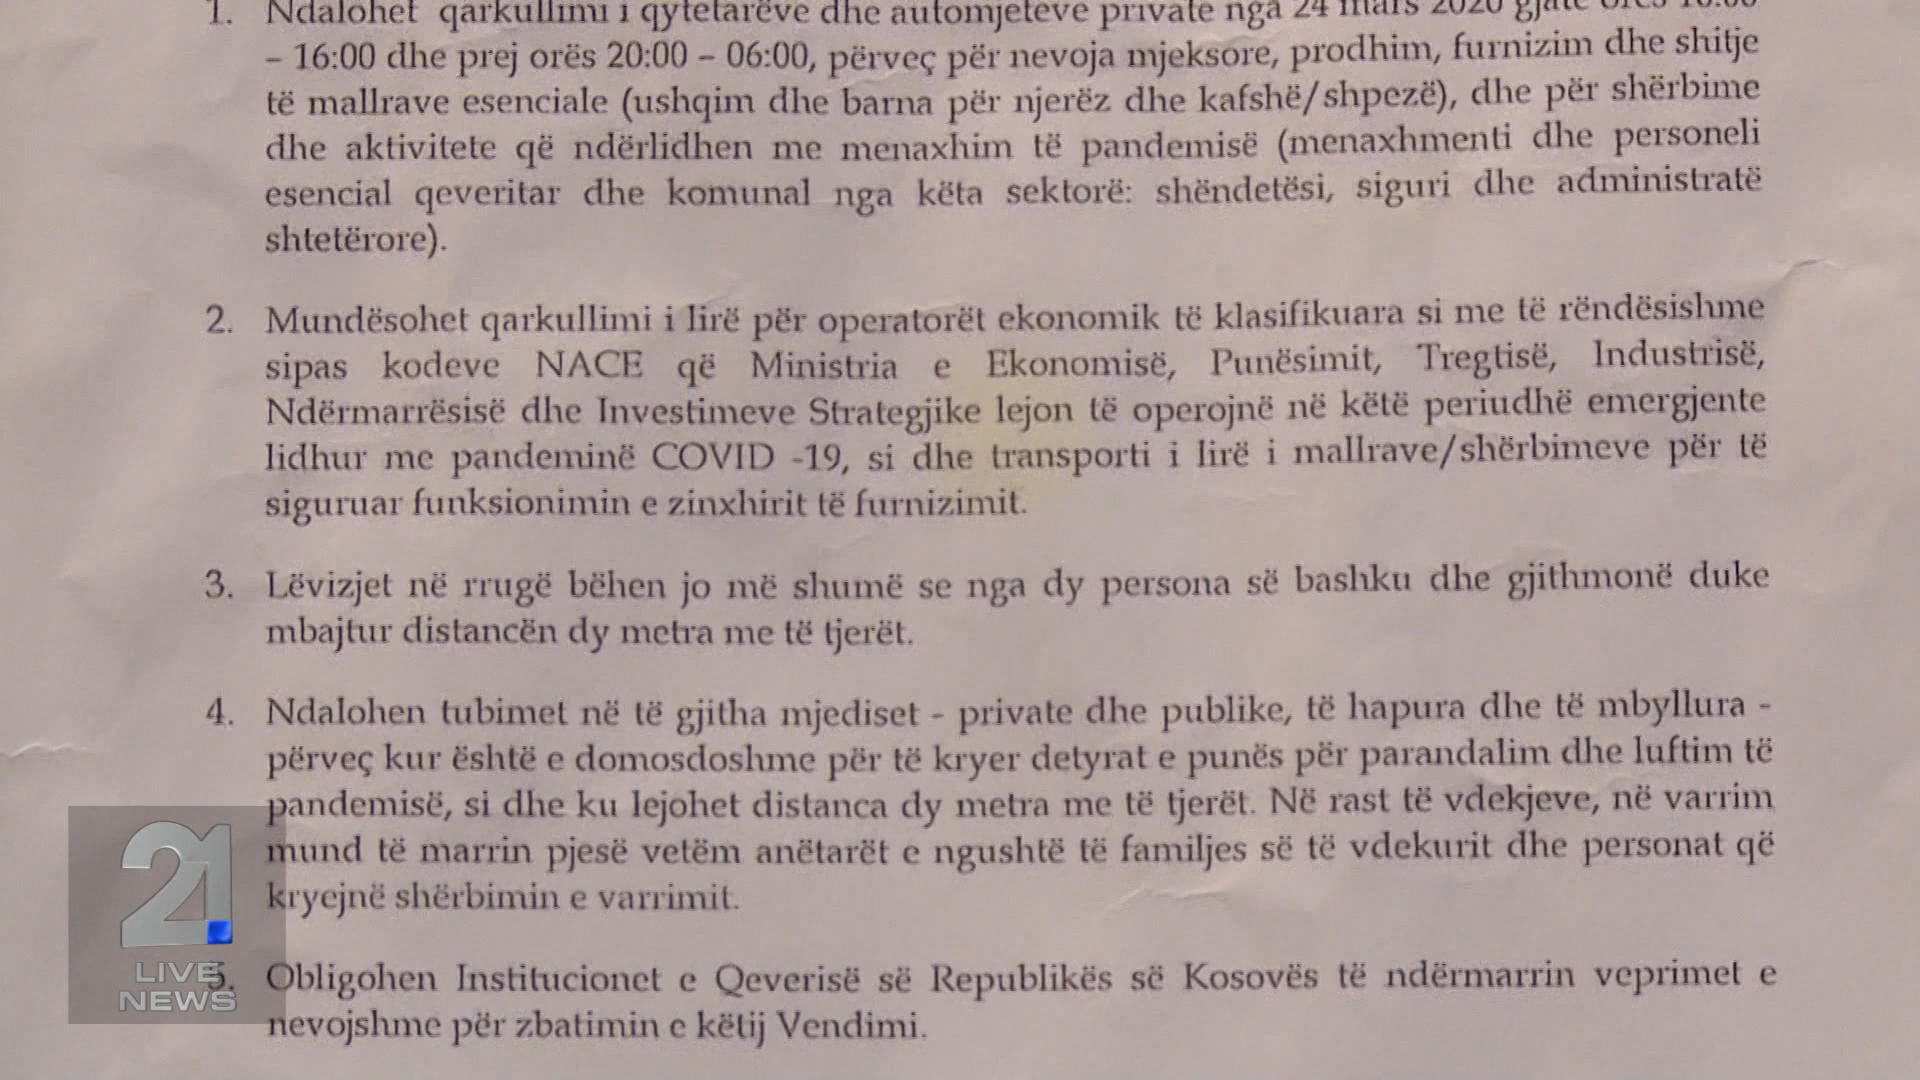 1. Ndalohet qarkullimi i qytetarëve dhe automjeteve private nga 24 mars 2020 gjatë orës 10:00
– 16:00 dhe prej orës 20:00 – 06:00, përveç për nevoja mjeksore, prodhim, furnizim dhe shitje
të mallrave esenciale (ushqim dhe barna për njerëz dhe kafshë/shpezë), dhe për shërbime
dhe aktivitete që ndërlidhen me menaxhim të pandemisë (menaxhmenti dhe personeli
esencial qeveritar dhe komunal nga këta sektorë: shëndetësi, siguri dhe administratë
shtetërore).
2. Mundësohet qarkullimi i lirë për operatorët ekonomik të klasifikuara si me të rëndësishme
sipas kodeve NACE që Ministria e Ekonomisë, Punësimit, Tregtisë, Industrisë,
Ndërmarrësisë dhe Investimeve Strategjike lejon të operojnë në këtë periudhë emergjente
lidhur me pandeminë COVID -19, si dhe transporti i lirë i mallrave/shërbimeve për të
siguruar funksionimin e zinxhirit të furnizimit.
3. Lëvizjet në rrugë bëhen jo më shumë se nga dy persona së bashku dhe gjithmonë duke
mbajtur distancën dy metra me të tjerët.
4. Ndalohen tubimet në të gjitha mjediset - private dhe publike, të hapura dhe të mbyllura -
përveç kur është e domosdoshme për të kryer detyrat e punës për parandalim dhe luftim të
pandemisë, si dhe ku lejohet distanca dy metra me të tjerët. Në rast të vdekjeve, në varrim
mund të marrin pjesë vetëm anëtarët e ngushtë të familjes së të vdekurit dhe personat që
kryejnë shërbimin e varrimit.
5. Obligohen Institucionet e Qeverisë së Republikës së Kosovës të ndërmarrin veprimet e
nevojshme për zbatimin e këtij Vendimi.
21
LIVE
NEWS